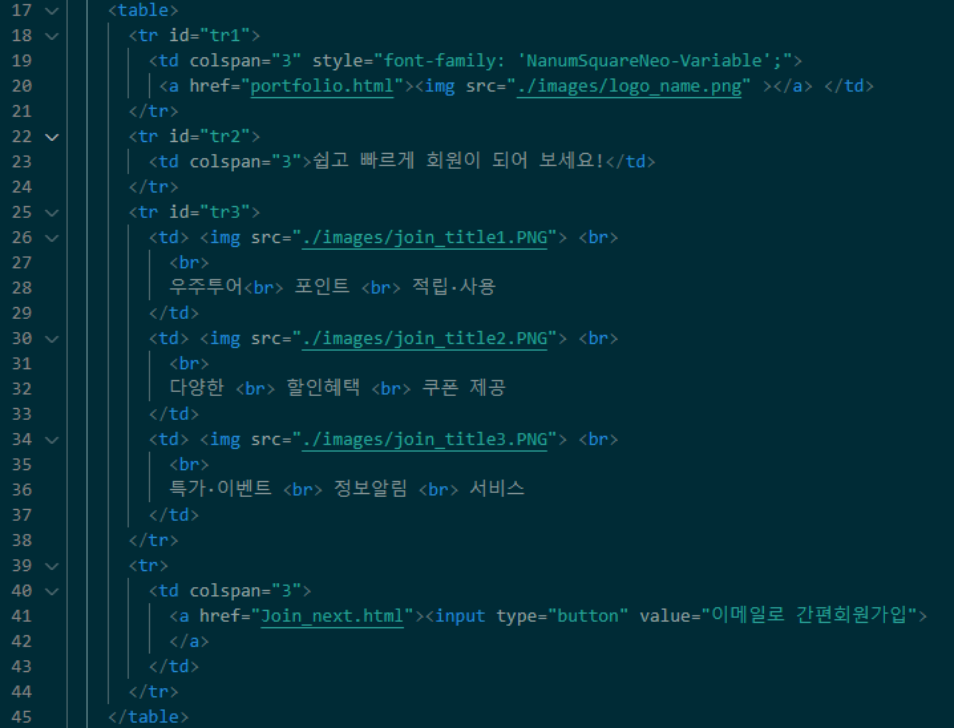 17 <table>
18 <tr id="tr1">
19 <td colspan="3" style="font-family: 'NanumSquareNeo-Variable';">
20 <a href="portfolio.html"><img src="./images/logo_name.png" ></a> </td>
21 </tr>
22 <tr id="tr2">
23 <td colspan="3">쉽고 빠르게 회원이 되어 보세요!</td>
24 </tr>
25 <tr id="tr3">
26 <td> <img src="./images/join_title1.PNG"> <br>
27 <br>
28 우주투어<br> 포인트 <br> 적립·사용
29 </td>
30 <td> <img src="./images/join_title2.PNG"> <br>
31 <br>
32 다양한 <br> 할인혜택 <br> 쿠폰 제공
33 </td>
34 <td> <img src="./images/join_title3.PNG"> <br>
35 <br>
36 특가·이벤트 <br> 정보알림 <br> 서비스
37 </td>
38 </tr>
39 <tr>
40 <td colspan="3">
41 <a href="Join_next.html"><input type="button" value="이메일로 간편회원가입">
42 </a>
43 </td>
44 </tr>
45 </table>